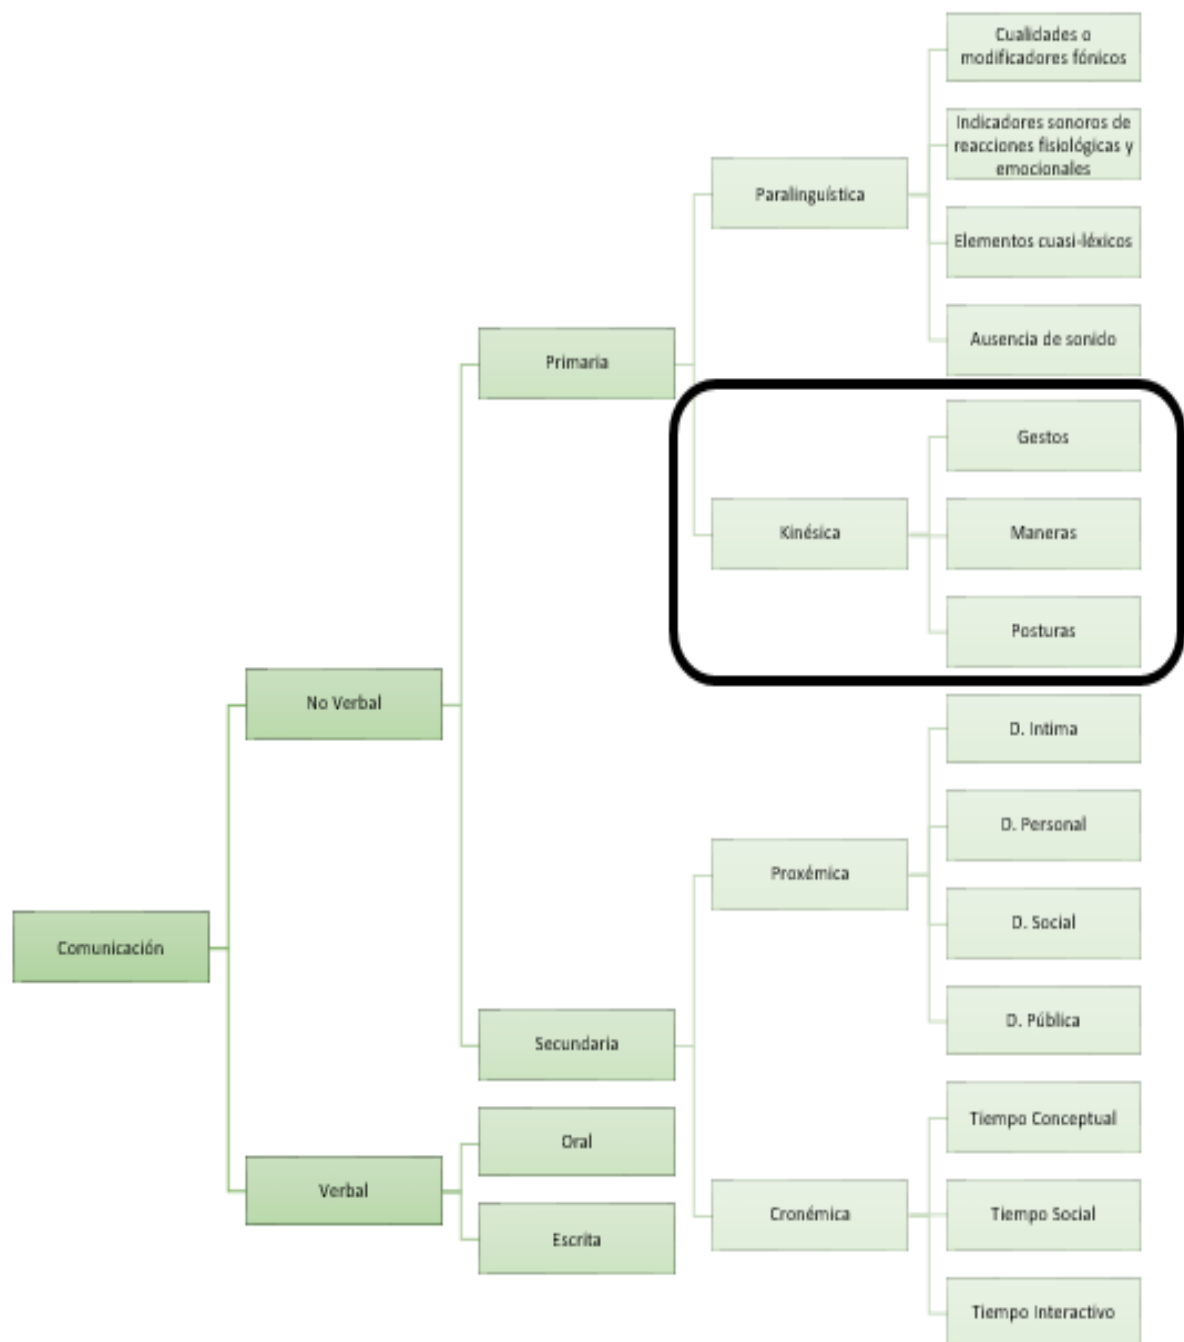 Cualidades o
modificadores fónicos
Indicadores sonoros de
reacciones fisiológicas y
emocionales
Paralinguística
Elementos cuasi-léxicos
Ausencia de sonido
Primaria
Gestos
Kinésica
Maneras
Posturas
No Verbal
D. Intima
D. Personal
Proxémica
D. Social
D. Pública
Comunicación
Secundaria
Tiempo Conceptual
Oral
Verbal
Cronémica
Tiempo Social
Escrita
Tiempo Interactivo